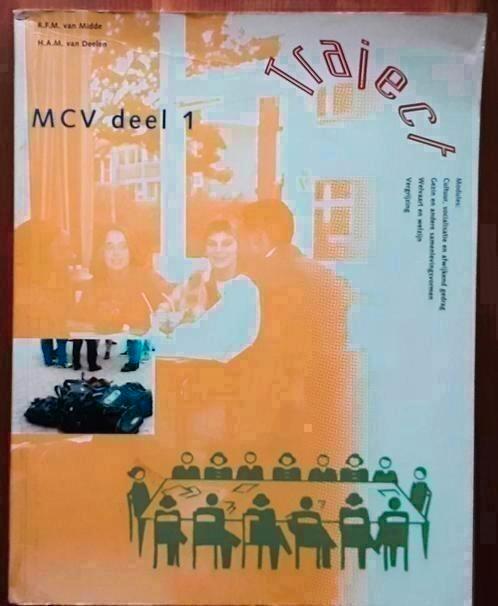 R.F.M. van Midde
H.A.M. van Deelen
Traject
MCV deel 1
Modules:
Cultuur, socialisatie en afwijkend gedrag
Gezin en andere samenlevingsvormen
Welvaart en welzijn
Vergrijzing